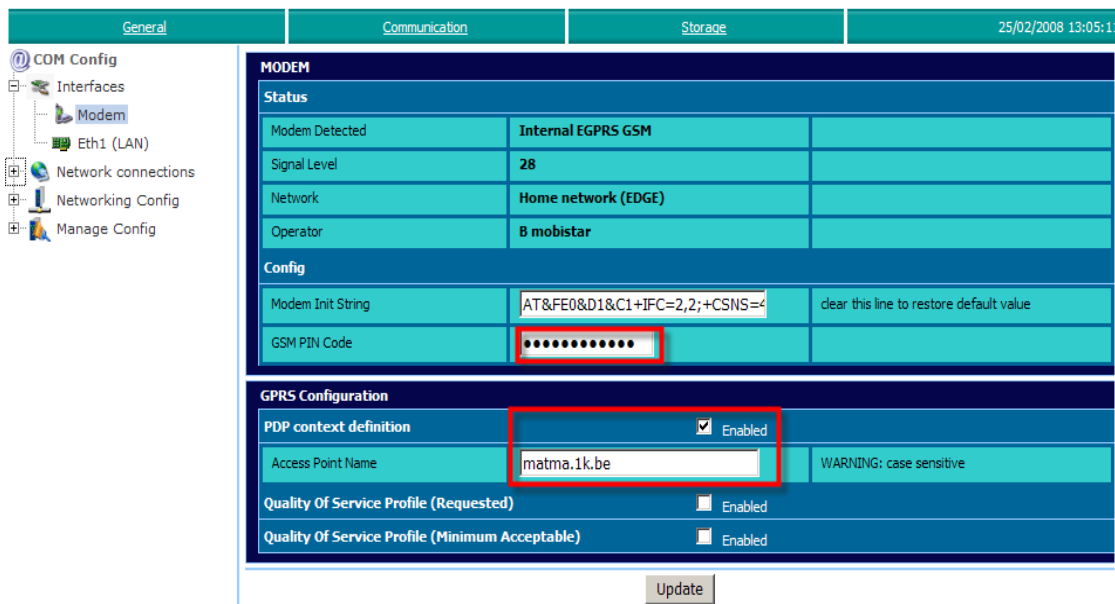 General Communication Storage 25/02/2008 13:05:1
COM Config
Interfaces
Modem
Eth1 (LAN)
Network connections
Networking Config
Manage Config
MODEM
Status
Modem Detected Internal EGPRS GSM
Signal Level 28
Network Home network (EDGE)
Operator B mobistar
Config
Modem Init String AT&FE0&D1&C1+IFC=2,2;+CSNS=4 clear this line to restore default value
GSM PIN Code ●●●●●●●●●●●●
GPRS Configuration
PDP context definition Enabled
Access Point Name matma.1k.be WARNING: case sensitive
Quality Of Service Profile (Requested) Enabled
Quality Of Service Profile (Minimum Acceptable) Enabled
Update